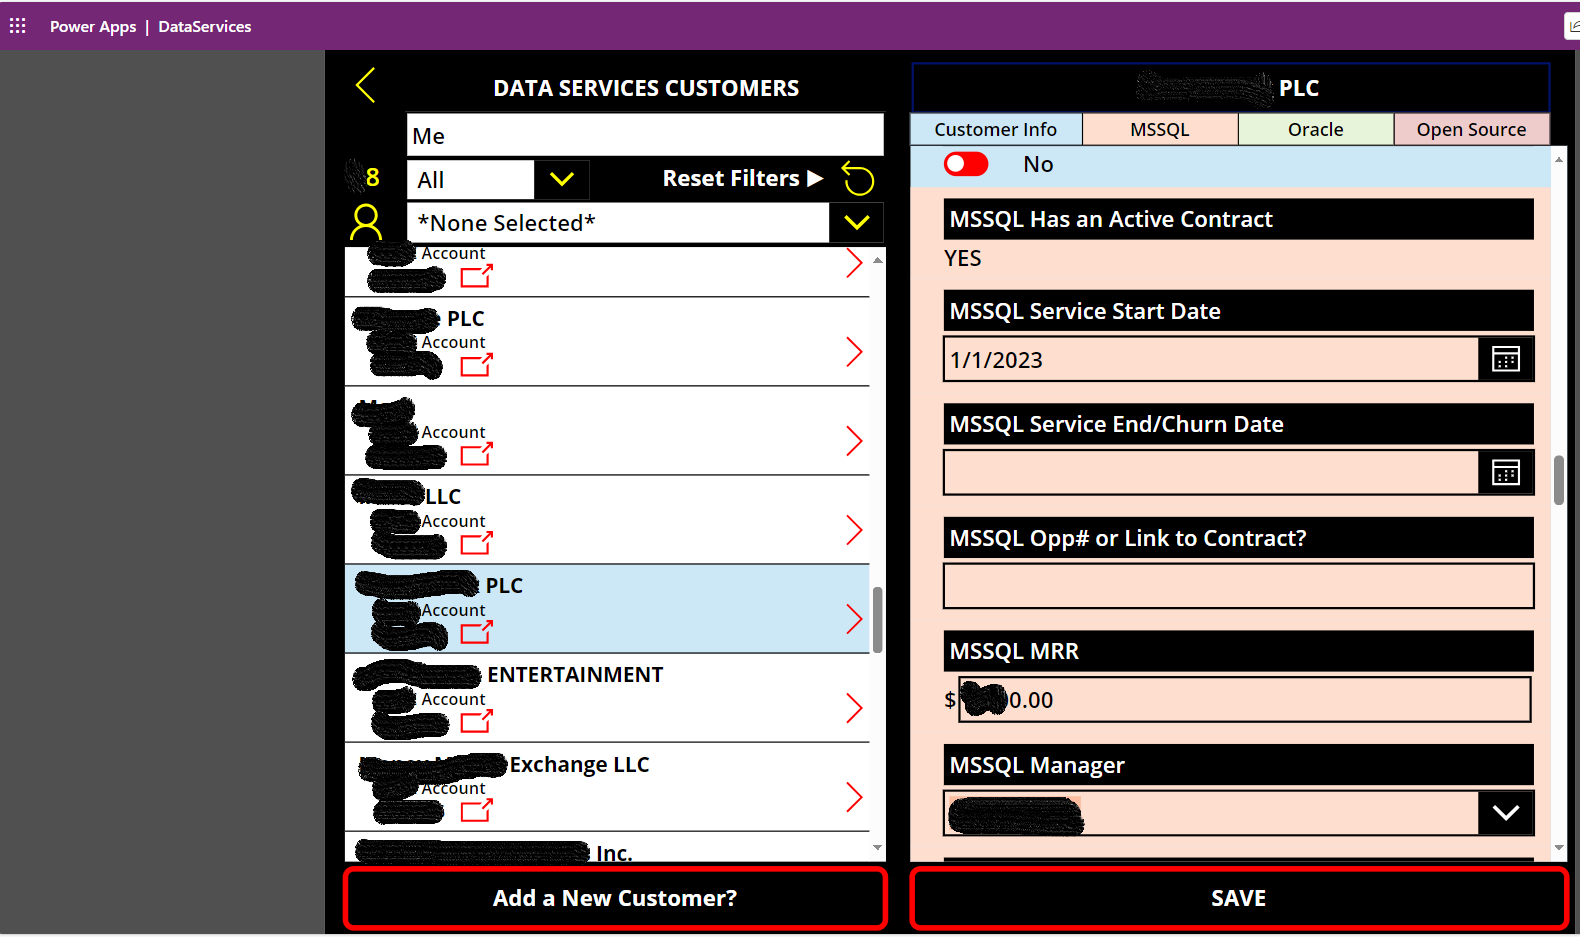 Power Apps | DataServices
DATA SERVICES CUSTOMERS
Me
8
All
Reset Filters ▶
*None Selected*
Account
PLC
Account
Account
LLC
Account
PLC
Account
ENTERTAINMENT
Account
Exchange LLC
Account
Inc.
Add a New Customer?
PLC
Customer Info
MSSQL
Oracle
Open Source
No
MSSQL Has an Active Contract
YES
MSSQL Service Start Date
1/1/2023
MSSQL Service End/Churn Date
MSSQL Opp# or Link to Contract?
MSSQL MRR
$ 0.00
MSSQL Manager
SAVE